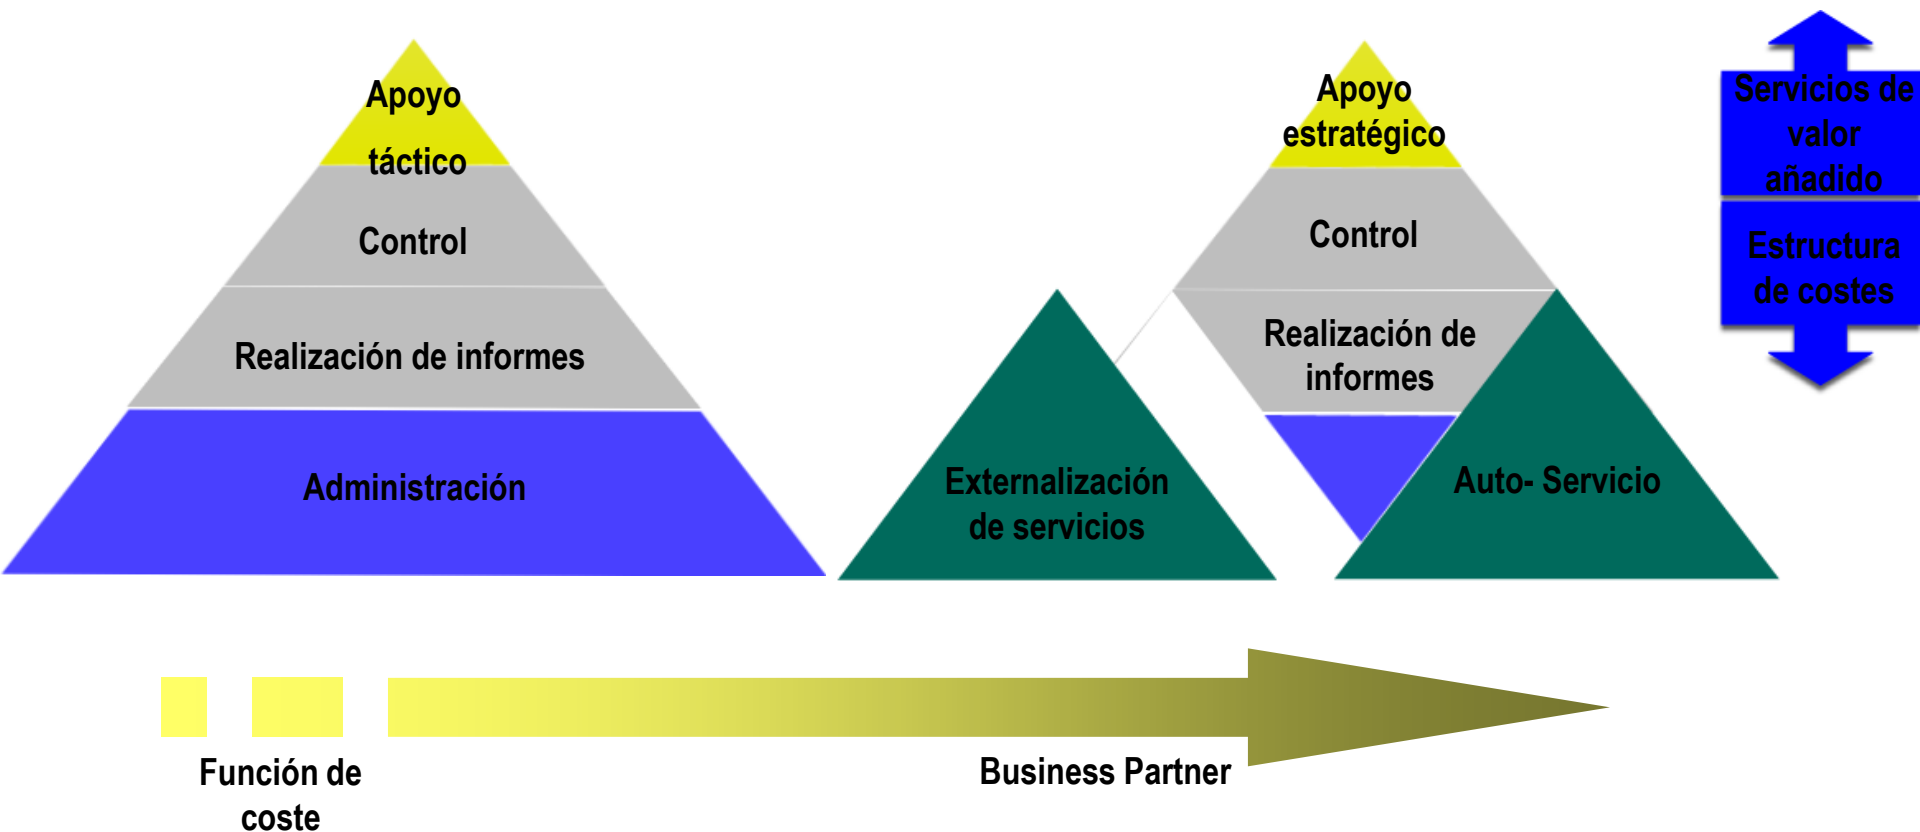 Apoyo
táctico
Control
Realización de informes
Administración
Apoyo
estratégico
Control
Realización de
informes
Externalización
de servicios
Auto- Servicio
Servicios de
valor
añadido
Estructura
de costes
Función de
coste
Business Partner